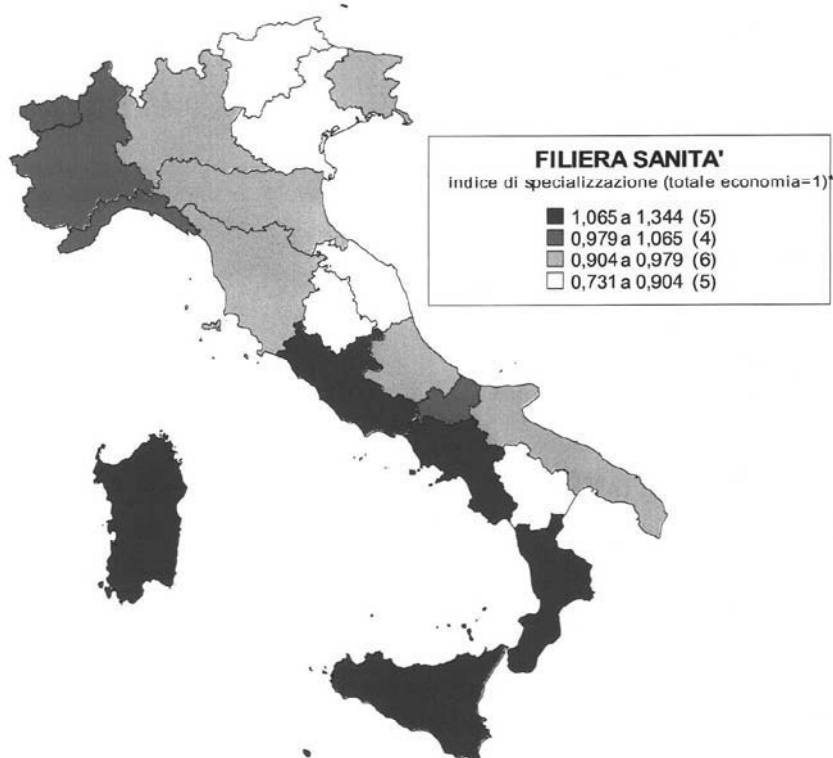 FILIERA SANITA'
indice di specializzazione (totale economia=1)*
1,065 a 1,344 (5)
0,979 a 1,065 (4)
0,904 a 0,979 (6)
0,731 a 0,904 (5)